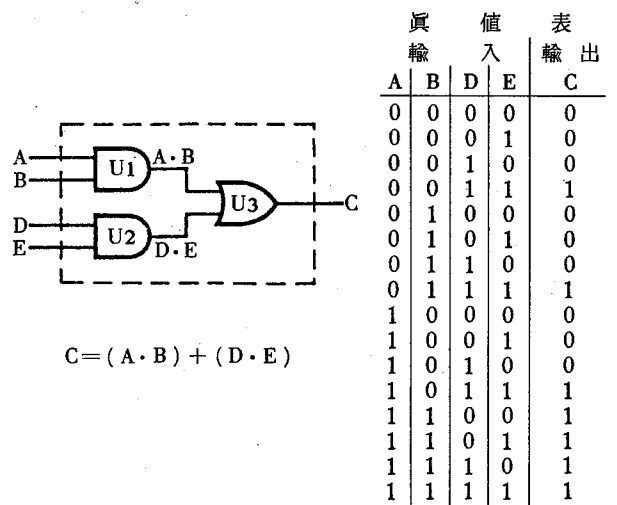 眞 值 表
輸 入 輸 出
A B D E C
0 0 0 0 0
0 0 0 1 0
0 0 1 0 0
0 0 1 1 1
0 1 0 0 0
0 1 0 1 0
0 1 1 0 0
0 1 1 1 1
1 0 0 0 0
1 0 0 1 0
1 0 1 0 0
1 0 1 1 1
1 1 0 0 1
1 1 0 1 1
1 1 1 0 1
1 1 1 1 1
A
B
U1
A·B
D
E
U2
D·E
U3
C
C=(A·B)+(D·E)